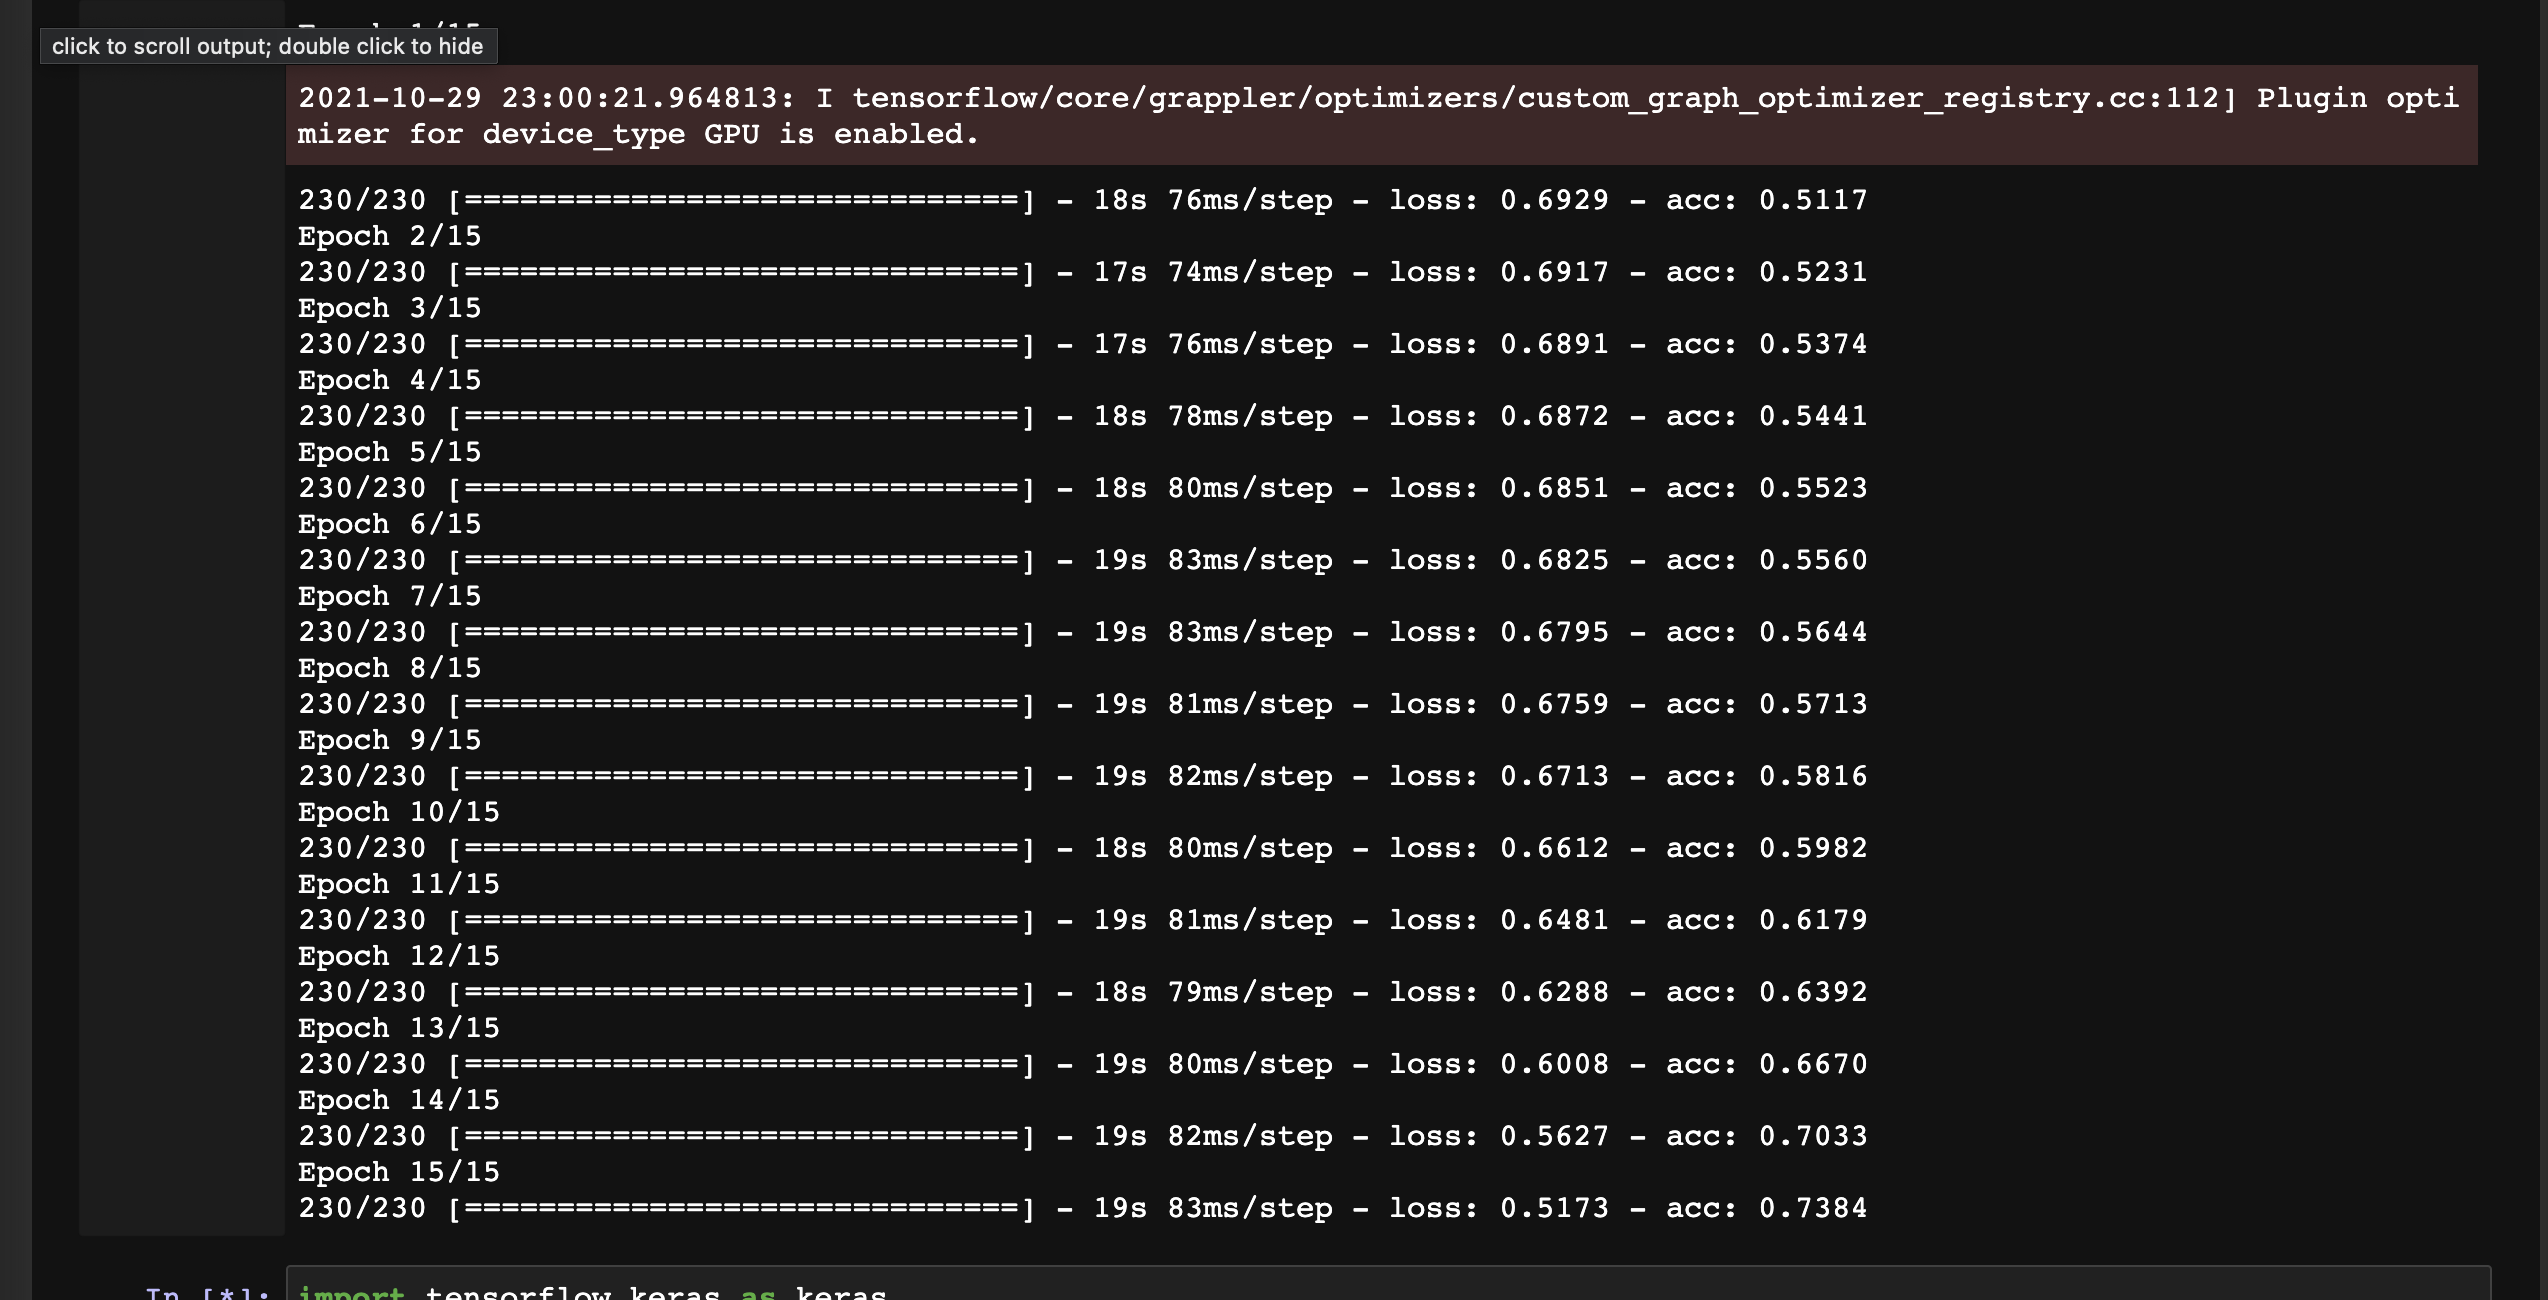 Epoch 1/15
click to scroll output; double click to hide
2021-10-29 23:00:21.964813: I tensorflow/core/grappler/optimizers/custom_graph_optimizer_registry.cc:112] Plugin opti
mizer for device_type GPU is enabled.
230/230 [==============================] - 18s 76ms/step - loss: 0.6929 - acc: 0.5117
Epoch 2/15
230/230 [==============================] - 17s 74ms/step - loss: 0.6917 - acc: 0.5231
Epoch 3/15
230/230 [==============================] - 17s 76ms/step - loss: 0.6891 - acc: 0.5374
Epoch 4/15
230/230 [==============================] - 18s 78ms/step - loss: 0.6872 - acc: 0.5441
Epoch 5/15
230/230 [==============================] - 18s 80ms/step - loss: 0.6851 - acc: 0.5523
Epoch 6/15
230/230 [==============================] - 19s 83ms/step - loss: 0.6825 - acc: 0.5560
Epoch 7/15
230/230 [==============================] - 19s 83ms/step - loss: 0.6795 - acc: 0.5644
Epoch 8/15
230/230 [==============================] - 19s 81ms/step - loss: 0.6759 - acc: 0.5713
Epoch 9/15
230/230 [==============================] - 19s 82ms/step - loss: 0.6713 - acc: 0.5816
Epoch 10/15
230/230 [==============================] - 18s 80ms/step - loss: 0.6612 - acc: 0.5982
Epoch 11/15
230/230 [==============================] - 19s 81ms/step - loss: 0.6481 - acc: 0.6179
Epoch 12/15
230/230 [==============================] - 18s 79ms/step - loss: 0.6288 - acc: 0.6392
Epoch 13/15
230/230 [==============================] - 19s 80ms/step - loss: 0.6008 - acc: 0.6670
Epoch 14/15
230/230 [==============================] - 19s 82ms/step - loss: 0.5627 - acc: 0.7033
Epoch 15/15
230/230 [==============================] - 19s 83ms/step - loss: 0.5173 - acc: 0.7384
In [*]: import tensorflow.keras as keras